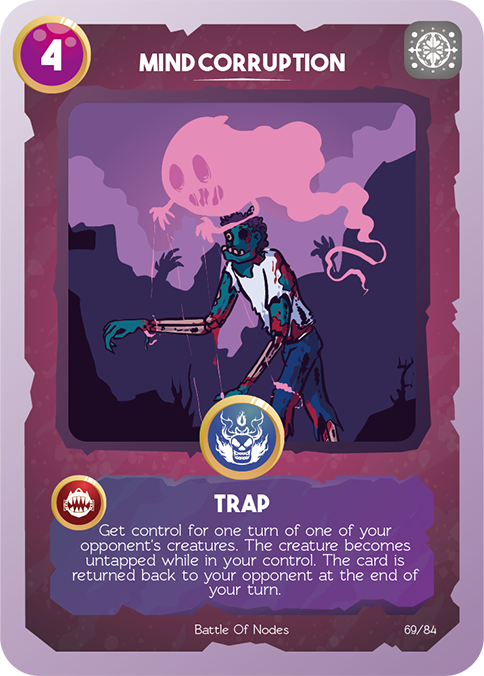 4
MIND CORRUPTION
TRAP
Get control for one turn of one of your
opponent's creatures. The creature becomes
untapped while in your control. The card is
returned back to your opponent at the end of
your turn.
Battle Of Nodes
69/84